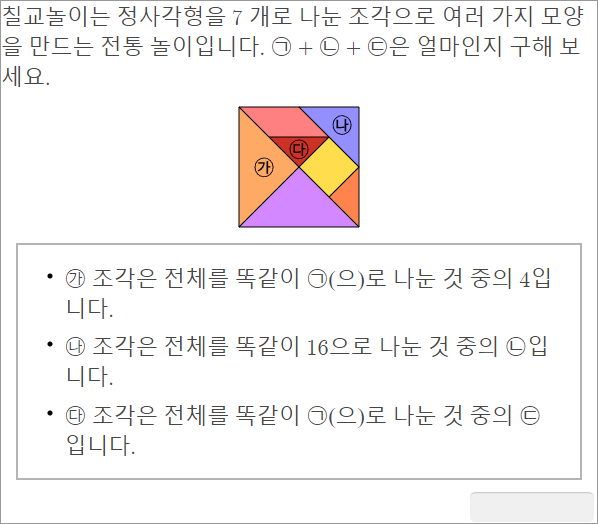 칠교놀이는 정사각형을 7 개로 나눈 조각으로 여러 가지 모양
을 만드는 전통 놀이입니다. ㉠ + ㉡ + ㉢은 얼마인지 구해 보
세요.
㉯
㉰
㉮
• ㉮ 조각은 전체를 똑같이 ㉠(으)로 나눈 것 중의 4입
니다.
• ㉯ 조각은 전체를 똑같이 16으로 나눈 것 중의 ㉡입
니다.
• ㉰ 조각은 전체를 똑같이 ㉠(으)로 나눈 것 중의 ㉢
입니다.